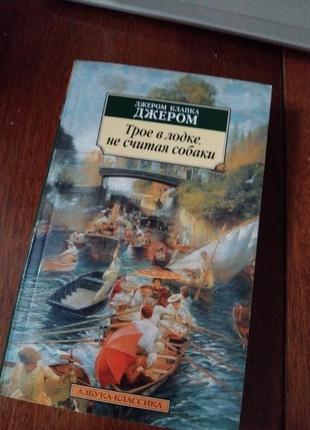 ДЖЕРОМ КЛАПКА
ДЖЕРОМ
Трое в лодке,
не считая собаки
АЗБУКА-КЛАССИКА